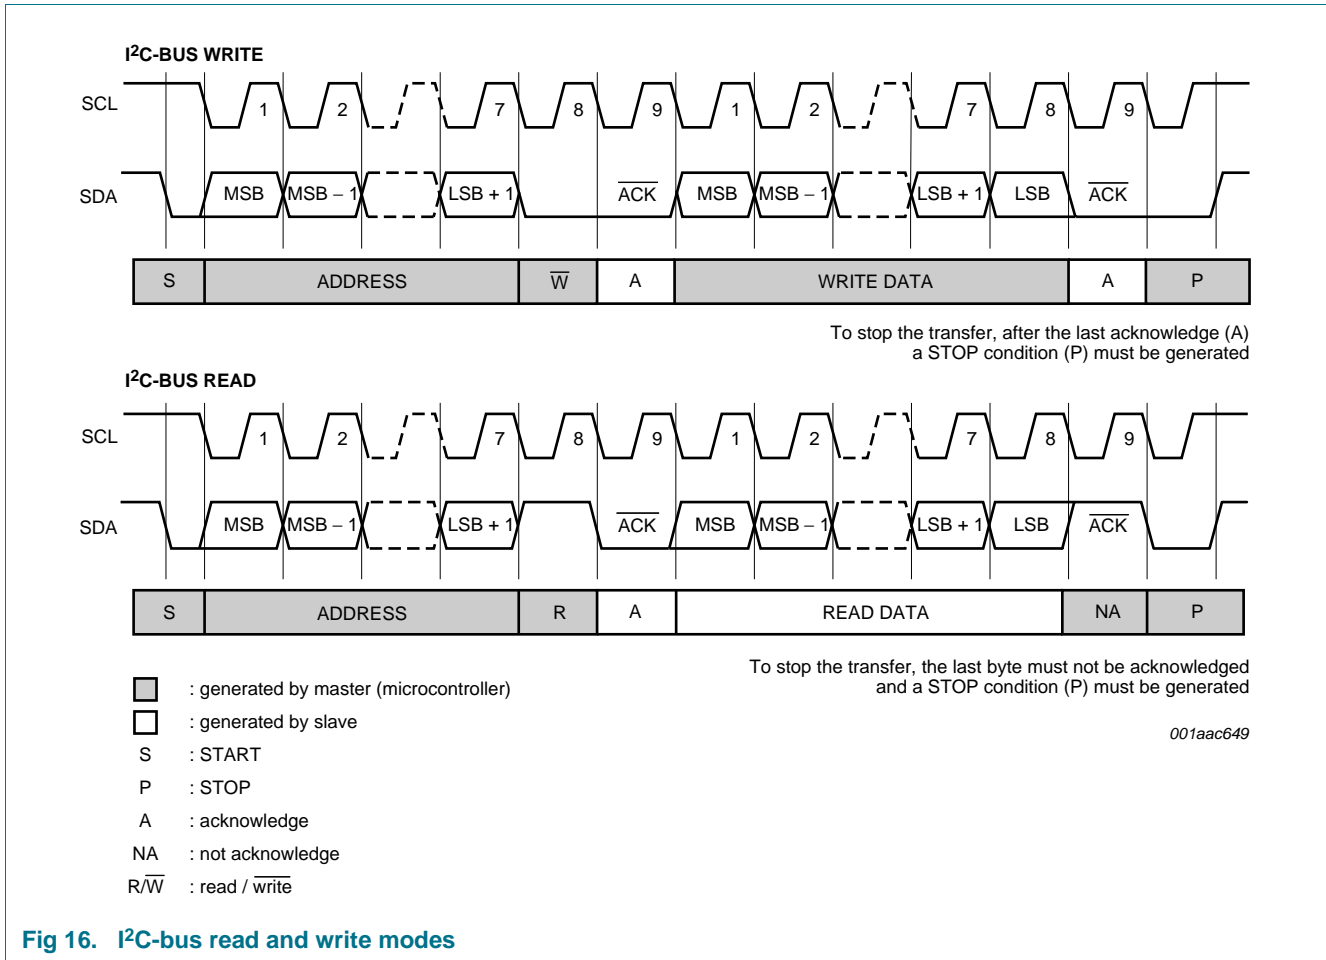 I²C-BUS WRITE
SCL 1 2 7 8 9 1 2 7 8 9
SDA MSB MSB − 1 LSB + 1 A̅C̅K̅ MSB MSB − 1 LSB + 1 LSB A̅C̅K̅
S ADDRESS W̅ A WRITE DATA A P
To stop the transfer, after the last acknowledge (A)
a STOP condition (P) must be generated
I²C-BUS READ
SCL 1 2 7 8 9 1 2 7 8 9
SDA MSB MSB − 1 LSB + 1 A̅C̅K̅ MSB MSB − 1 LSB + 1 LSB A̅C̅K̅
S ADDRESS R A READ DATA NA P
To stop the transfer, the last byte must not be acknowledged
and a STOP condition (P) must be generated
: generated by master (microcontroller)
: generated by slave
001aac649
S : START
P : STOP
A : acknowledge
NA : not acknowledge
R/W̅ : read / w̅r̅i̅t̅e̅
Fig 16. I²C-bus read and write modes